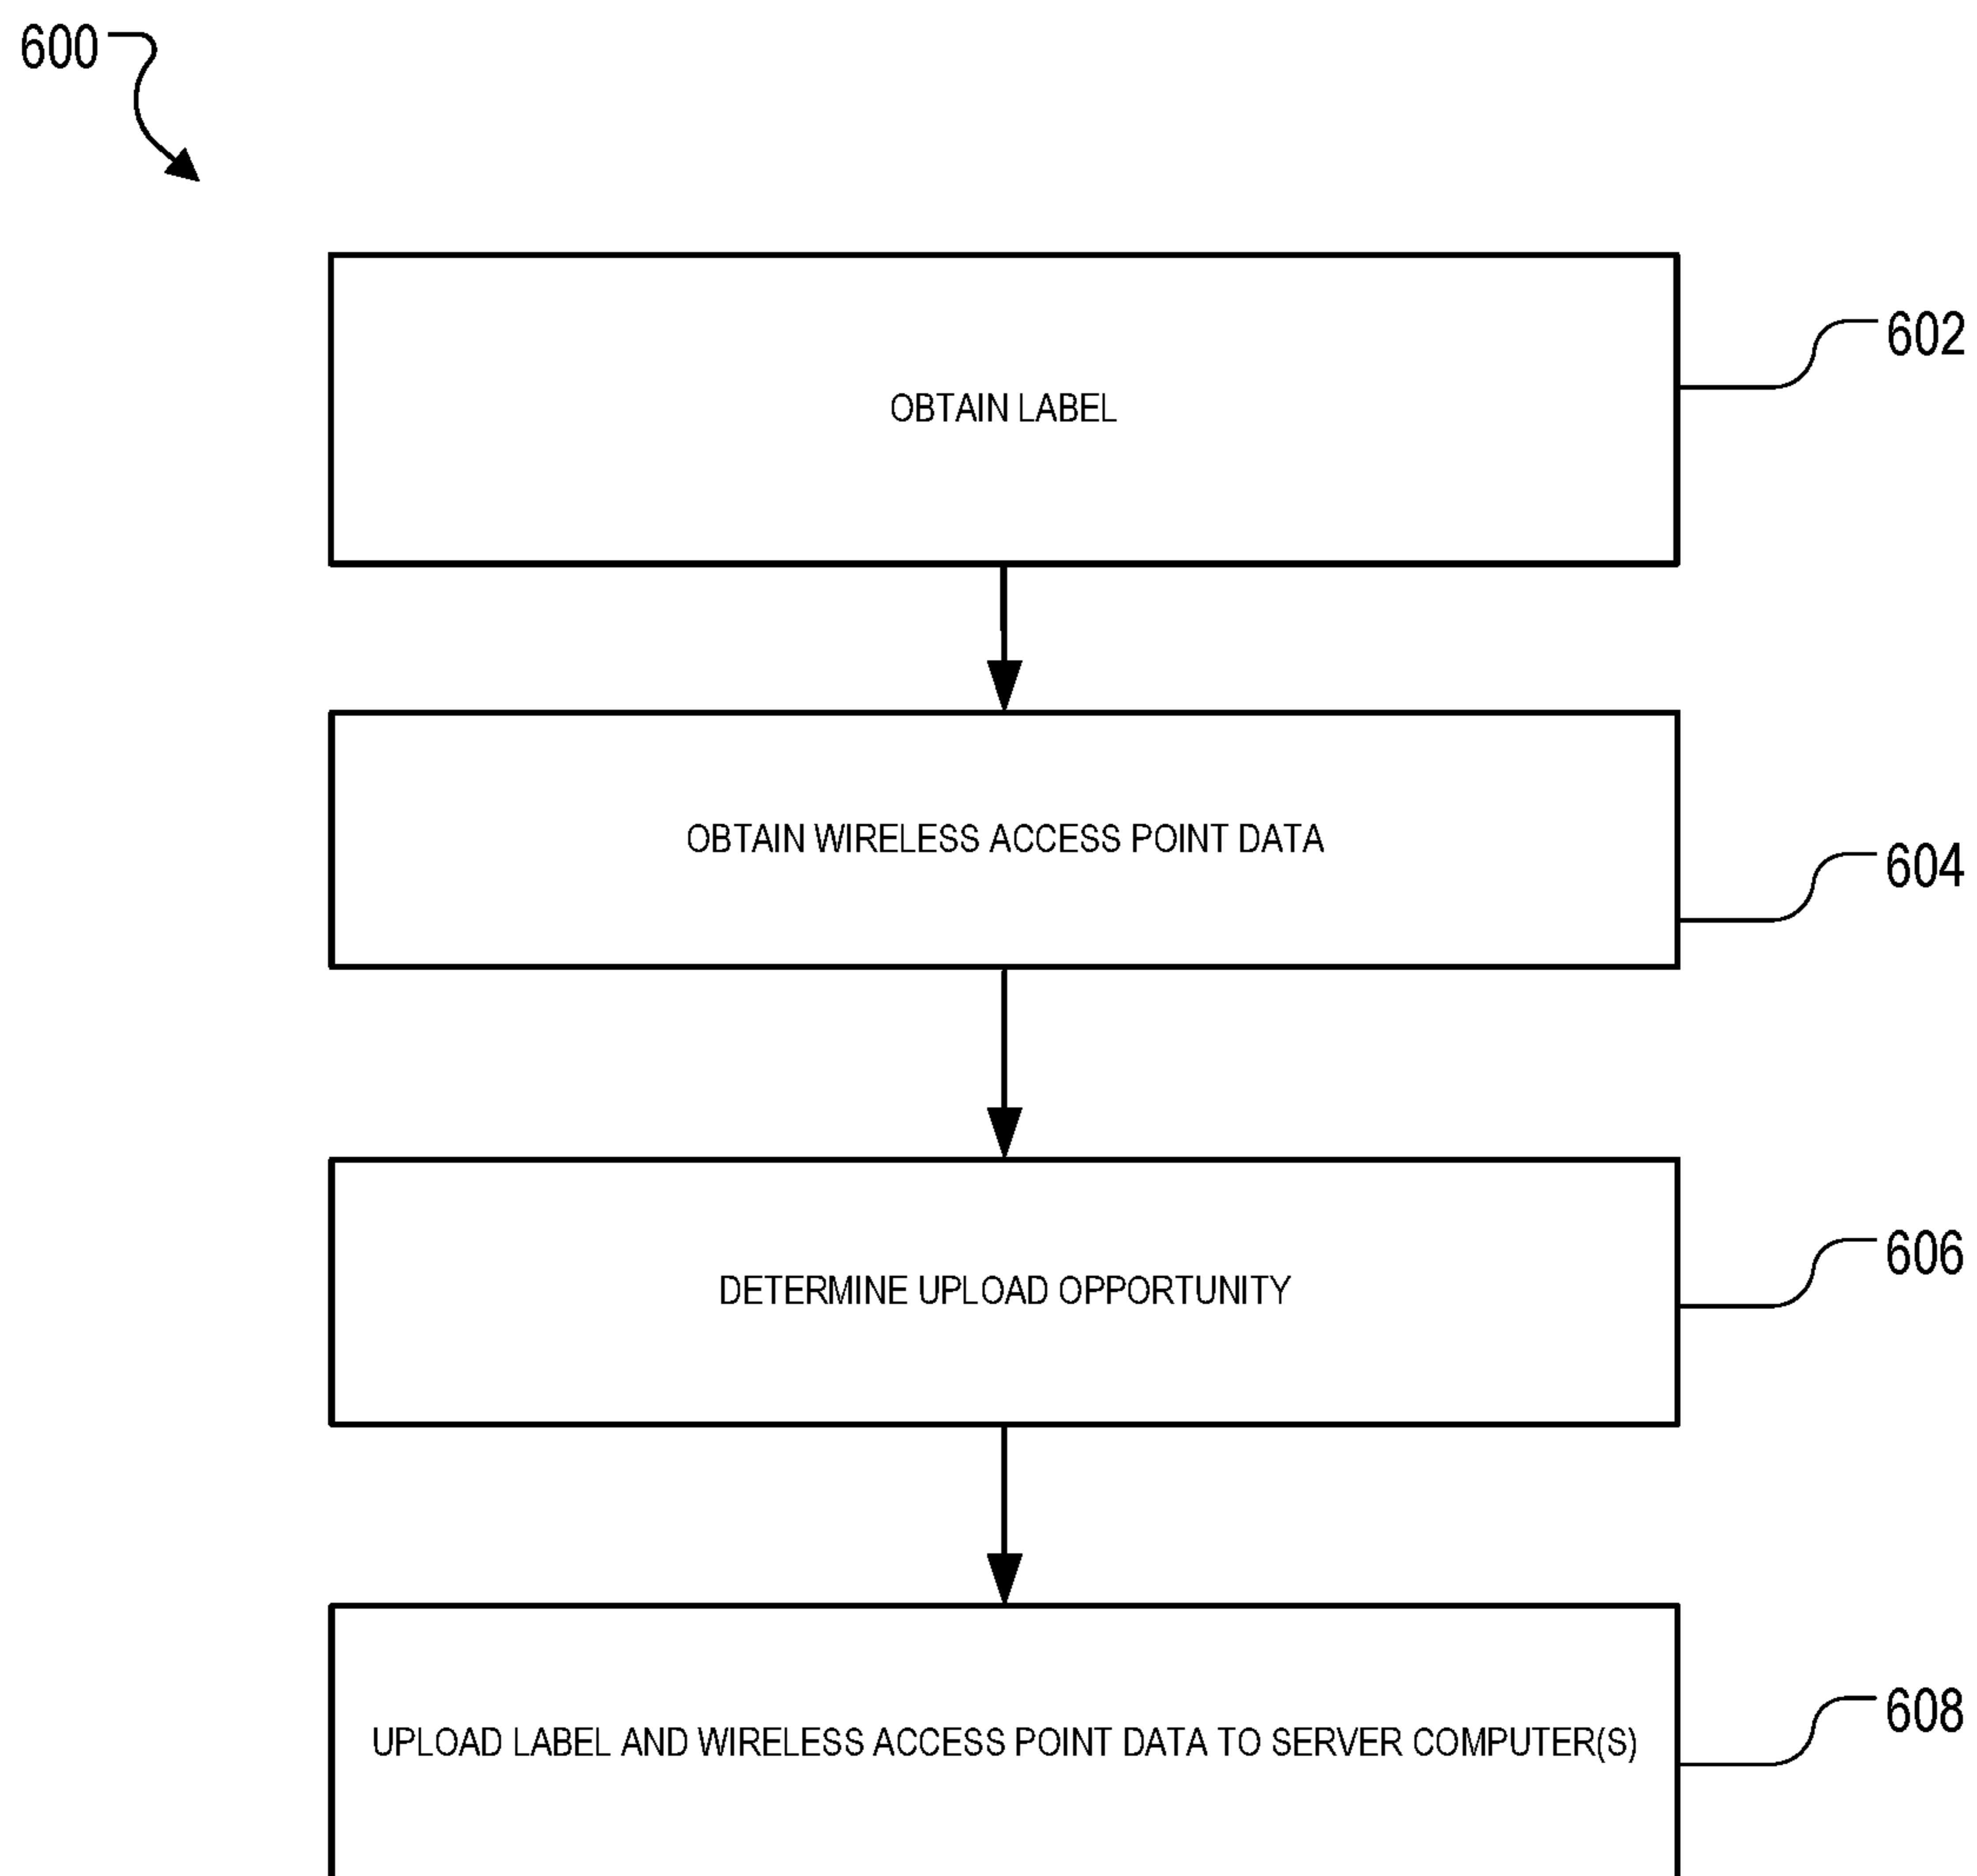 600
602
OBTAIN LABEL
OBTAIN WIRELESS ACCESS POINT DATA
604
606
DETERMINE UPLOAD OPPORTUNITY
608
UPLOAD LABEL AND WIRELESS ACCESS POINT DATA TO SERVER COMPUTER(S)